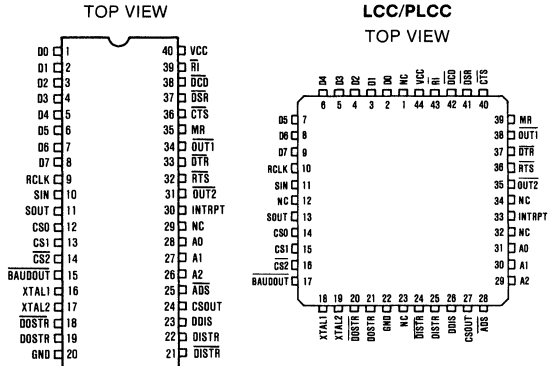 TOP VIEW
D0 1
D1 2
D2 3
D3 4
D4 5
D5 6
D6 7
D7 8
RCLK 9
SIN 10
SOUT 11
CS0 12
CS1 13
CS2 14
BAUDOUT 15
XTAL1 16
XTAL2 17
DOSTR 18
DOSTR 19
GND 20
40 VCC
39 RI
38 DCD
37 DSR
36 CTS
35 MR
34 OUT1
33 DTR
32 RTS
31 OUT2
30 INTRPT
29 NC
28 A0
27 A1
26 A2
25 ADS
24 CSOUT
23 DDIS
22 DISTR
21 DISTR
LCC/PLCC
TOP VIEW
D4 D3 D2 D1 D0 NC VCC RI DCD DSR CTS
6 5 4 3 2 1 44 43 42 41 40
D5 7
D6 8
D7 9
RCLK 10
SIN 11
NC 12
SOUT 13
CS0 14
CS1 15
CS2 16
BAUDOUT 17
39 MR
38 OUT1
37 DTR
36 RTS
35 OUT2
34 NC
33 INTRPT
32 NC
31 A0
30 A1
29 A2
18 19 20 21 22 23 24 25 26 27 28
XTAL1 XTAL2 DOSTR DOSTR GND NC DISTR DISTR DDIS CSOUT ADS